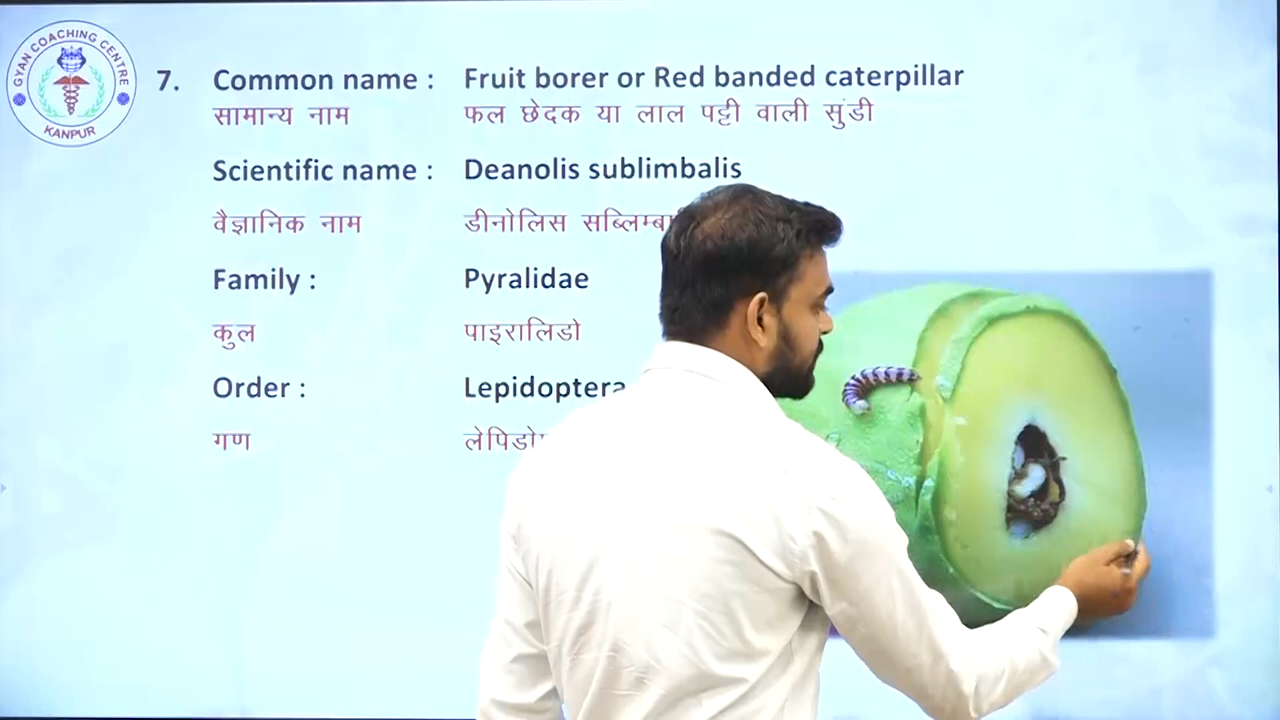 GYAN COACHING CENTRE
KANPUR
7. Common name : Fruit borer or Red banded caterpillar
सामान्य नाम फल छेदक या लाल पट्टी वाली सुंडी
Scientific name : Deanolis sublimbalis
वैज्ञानिक नाम डीनोलिस
Family : Pyralidae
कुल पाइरालिडो
Order : Lepidoptera
गण